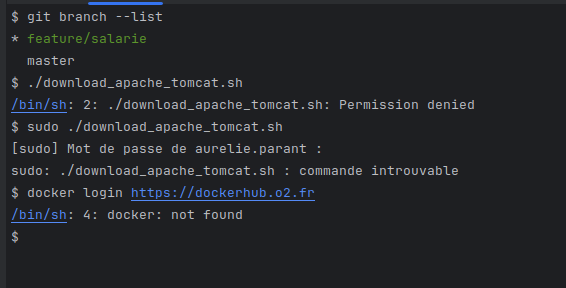 $ git branch --list
* feature/salarie
  master
$ ./download_apache_tomcat.sh
/bin/sh: 2: ./download_apache_tomcat.sh: Permission denied
$ sudo ./download_apache_tomcat.sh
[sudo] Mot de passe de aurelie.parant :
sudo: ./download_apache_tomcat.sh : commande introuvable
$ docker login https://dockerhub.o2.fr
/bin/sh: 4: docker: not found
$